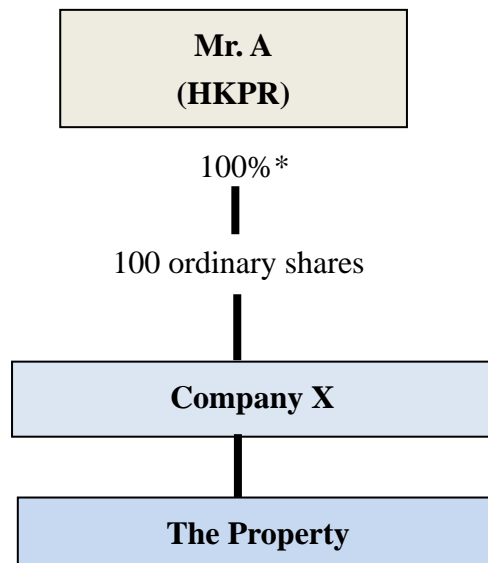 Mr. A
(HKPR)
100%*
100 ordinary shares
Company X
The Property